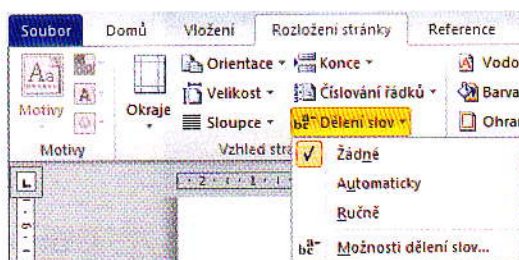 Soubor Domů Vložení Rozložení stránky Reference
Orientace Konce
Velikost Číslování řádků Barva
Motivy Okraje Sloupce Dělení slov
Motivy
Žádné
Automaticky
Ručně
Možnosti dělení slov...